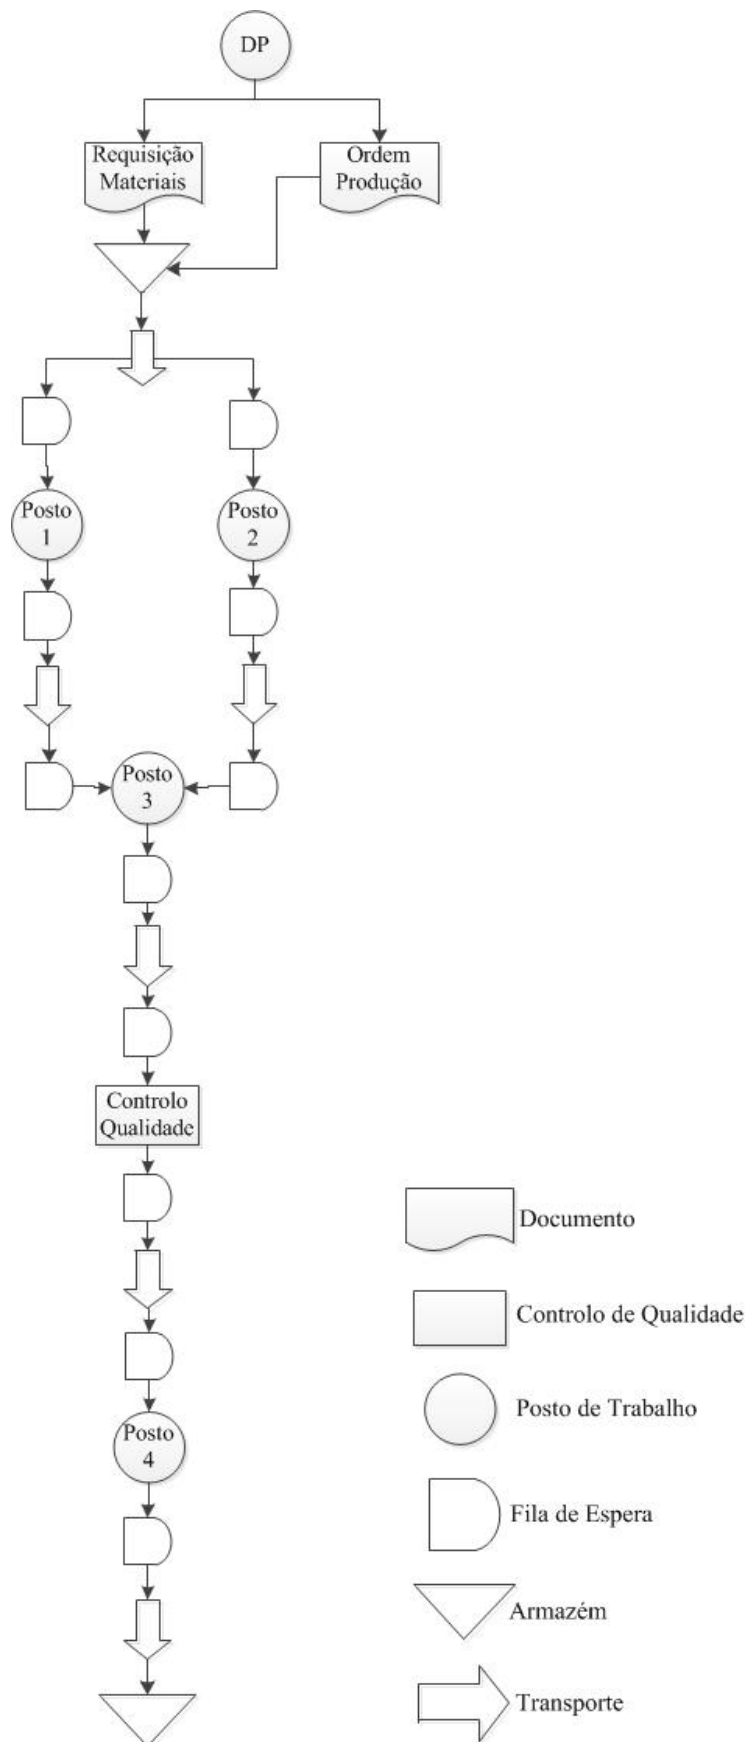 DP
Requisição
Materiais
Ordem
Produção
Posto
1
Posto
2
Posto
3
Controlo
Qualidade
Posto
4
Documento
Controlo de Qualidade
Posto de Trabalho
Fila de Espera
Armazém
Transporte